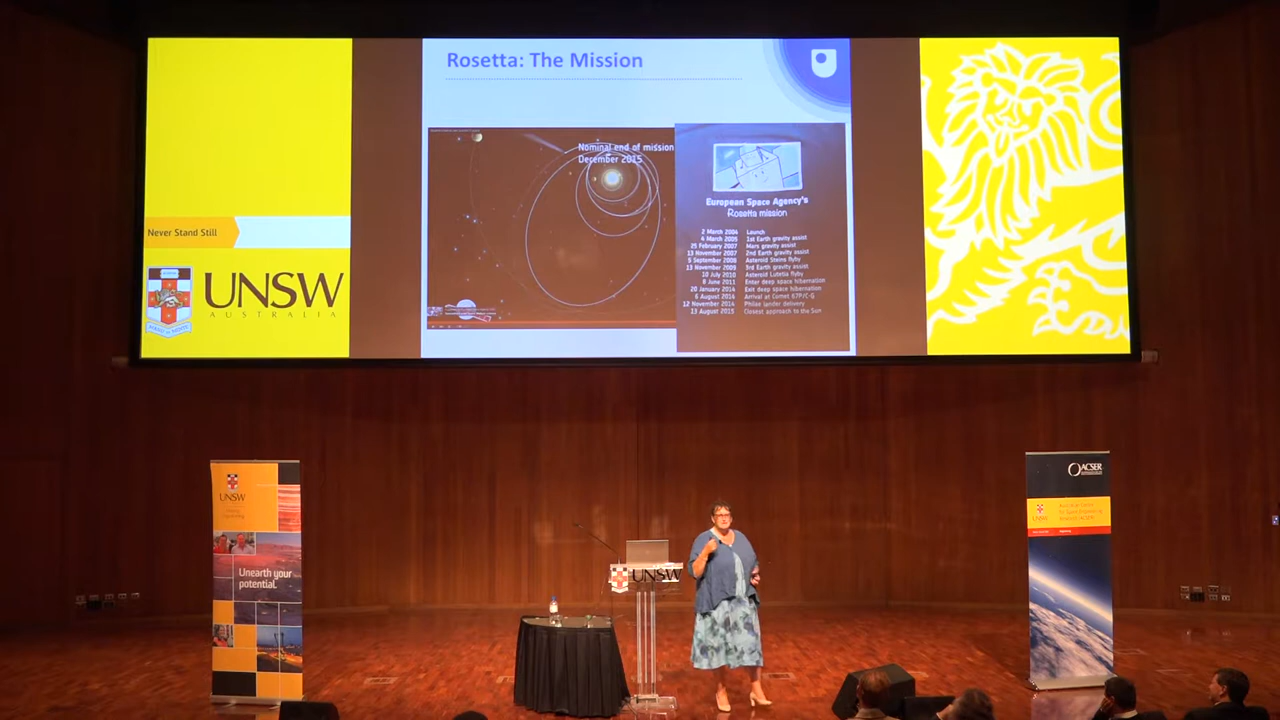 Rosetta: The Mission
Nominal end of mission
December 2015
European Space Agency's
Rosetta mission
2 March 2004 Launch
4 March 2005 1st Earth gravity assist
25 February 2007 Mars gravity assist
13 November 2007 2nd Earth gravity assist
5 September 2008 Asteroid Steins flyby
13 November 2009 3rd Earth gravity assist
10 July 2010 Asteroid Lutetia flyby
8 June 2011 Enter deep space hibernation
20 January 2014 Exit deep space hibernation
6 August 2014 Arrival at Comet 67P/C-G
12 November 2014 Philae lander delivery
13 August 2015 Closest approach to the Sun
Never Stand Still
UNSW
AUSTRALIA
UNSW
Unearth your
potential.
UNSW
ACSER
UNSW